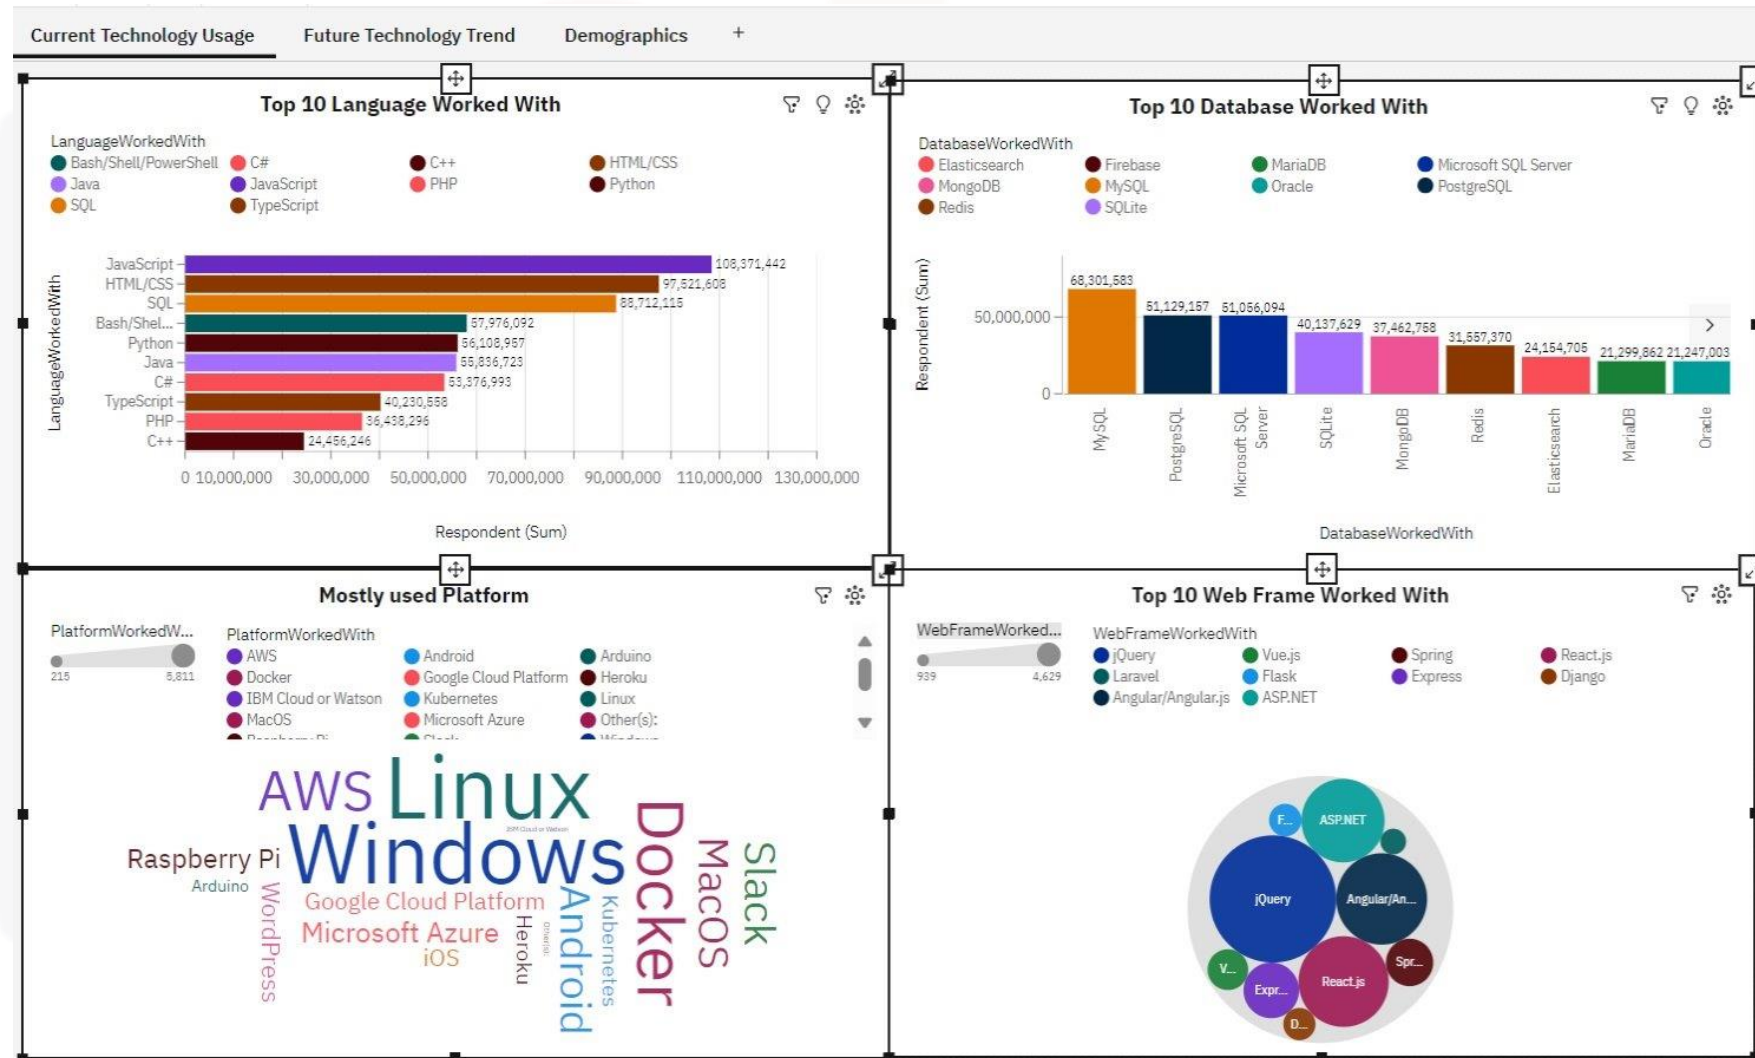 Current Technology Usage Future Technology Trend Demographics +
Top 10 Language Worked With
LanguageWorkedWith
Bash/Shell/PowerShell C# C++ HTML/CSS
Java JavaScript PHP Python
SQL TypeScript
LanguageWorkedWith
JavaScript 108,371,442
HTML/CSS 97,521,608
SQL 88,712,115
Bash/Shel... 57,976,092
Python 56,108,957
Java 55,836,723
C# 53,376,993
TypeScript 40,230,558
PHP 36,438,296
C++ 24,456,246
0 10,000,000 30,000,000 50,000,000 70,000,000 90,000,000 110,000,000 130,000,000
Respondent (Sum)
Top 10 Database Worked With
DatabaseWorkedWith
Elasticsearch Firebase MariaDB Microsoft SQL Server
MongoDB MySQL Oracle PostgreSQL
Redis SQLite
Respondent (Sum)
50,000,000
0
68,301,583 51,129,157 51,056,094 40,137,629 37,462,758 31,557,370 24,154,705 21,299,862 21,247,003
MySQL PostgreSQL Microsoft SQL Server SQLite MongoDB Redis Elasticsearch MariaDB Oracle
DatabaseWorkedWith
Mostly used Platform
PlatformWorkedW...
215 5,811
PlatformWorkedWith
AWS Android Arduino
Docker Google Cloud Platform Heroku
IBM Cloud or Watson Kubernetes Linux
MacOS Microsoft Azure Other(s):
Raspberry Pi Slack Windows
AWS Linux
IBM Cloud or Watson
Windows
Raspberry Pi
Arduino
WordPress
Google Cloud Platform
Microsoft Azure
iOS
Heroku
Other(s):
Android
Kubernetes
Docker
MacOS
Slack
Top 10 Web Frame Worked With
WebFrameWorked...
939 4,629
WebFrameWorkedWith
jQuery Vue.js Spring React.js
Laravel Flask Express Django
Angular/Angular.js ASP.NET
F... ASP.NET
jQuery Angular/An...
V... Expr... React.js Spr...
D...